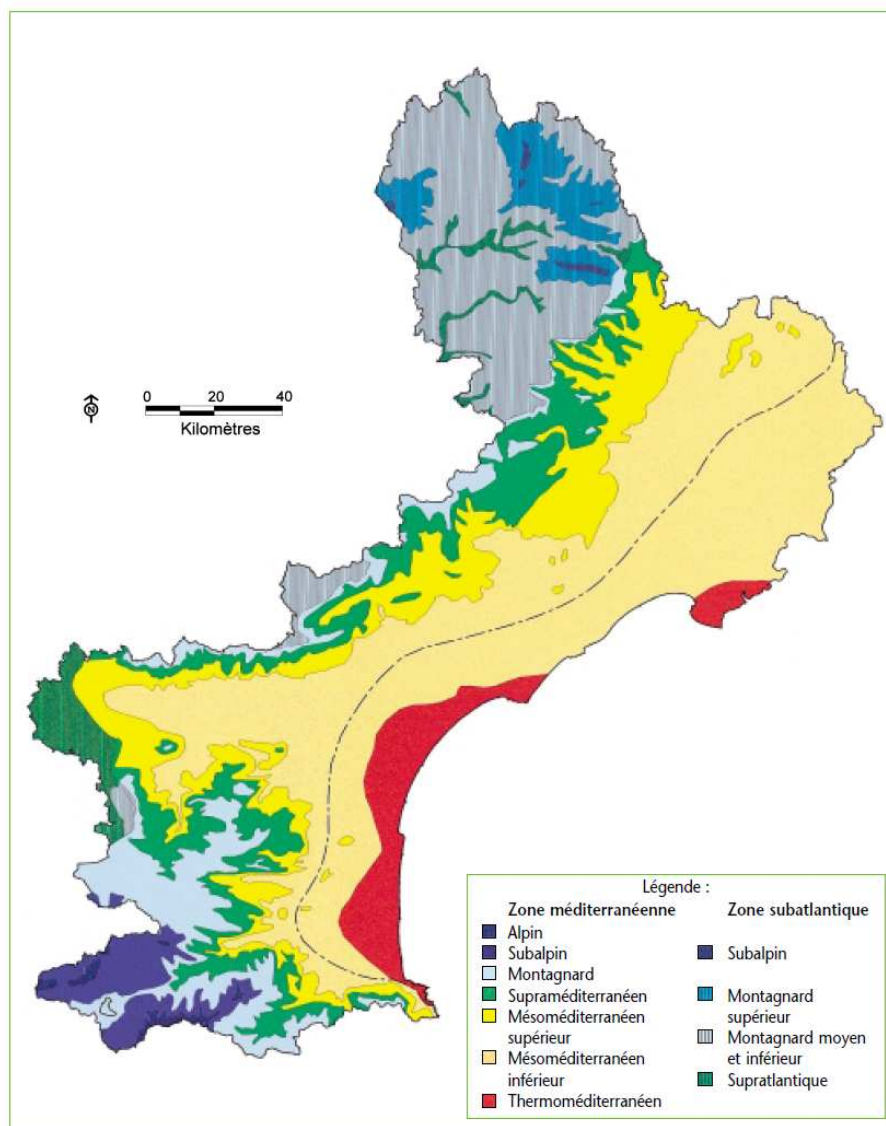 0 20 40
N
Kilomètres
Légende :
Zone méditerranéenne
Alpin
Subalpin
Montagnard
Supraméditerranéen
Mésoméditerranéen
supérieur
Mésoméditerranéen
inférieur
Thermoméditerranéen
Zone subatlantique
Subalpin
Montagnard
supérieur
Montagnard moyen
et inférieur
Supratlantique